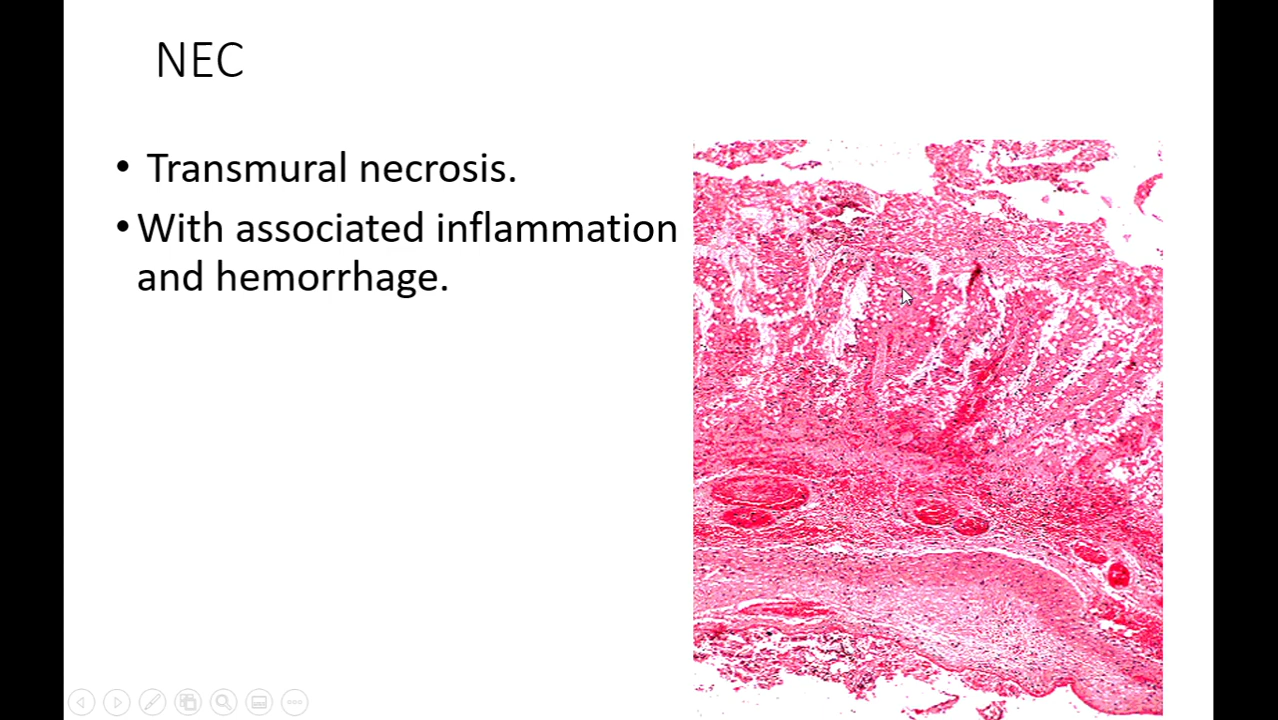 NEC
• Transmural necrosis.
• With associated inflammation
and hemorrhage.